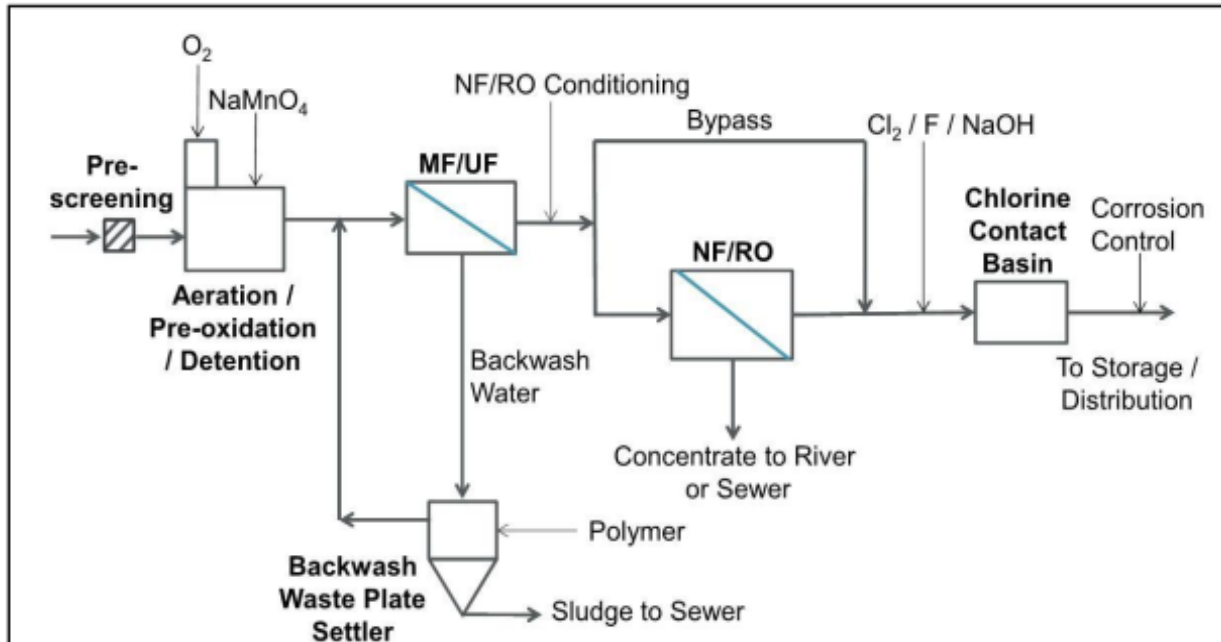 O₂
NaMnO₄
Pre-
screening
Aeration /
Pre-oxidation
/ Detention
MF/UF
NF/RO Conditioning
Bypass
NF/RO
Cl₂ / F / NaOH
Chlorine
Contact
Basin
Corrosion
Control
To Storage /
Distribution
Backwash
Water
Concentrate to River
or Sewer
Polymer
Backwash
Waste Plate
Settler
Sludge to Sewer